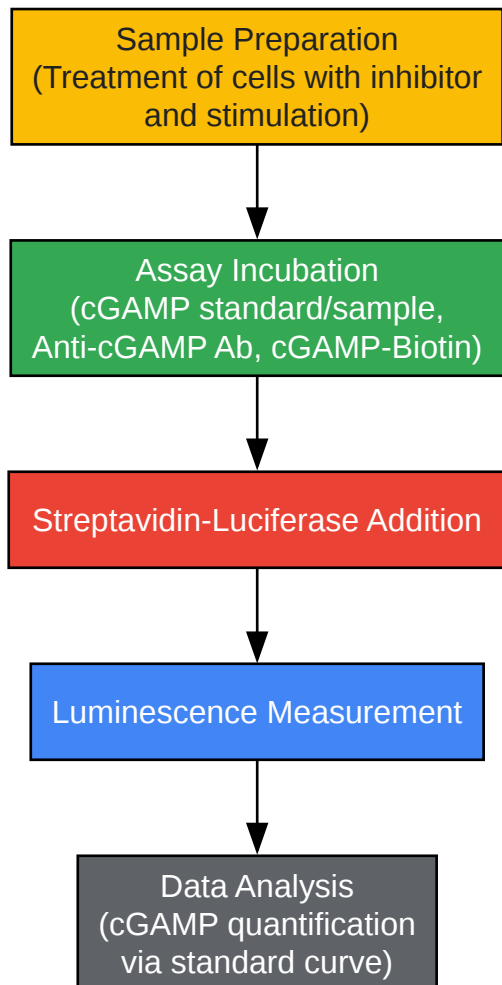 Sample Preparation
(Treatment of cells with inhibitor
and stimulation)
Assay Incubation
(cGAMP standard/sample,
Anti-cGAMP Ab, cGAMP-Biotin)
Streptavidin-Luciferase Addition
Luminescence Measurement
Data Analysis
(cGAMP quantification
via standard curve)